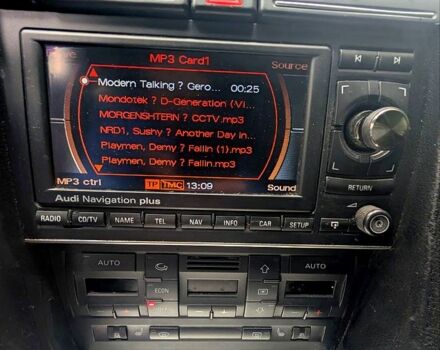 MP3 Card1
Source
Modern Talking ? Gero... 00:25
Mondotek ? D-Generation (VI...
MORGENSHTERN ? CCTV.mp3
NRD1, Sushy ? Another Day in...
Playmen, Demy ? Fallin (1).mp3
Playmen, Demy ? Fallin.mp3
MP3 ctrl
TP TMC 13:09
Sound
RETURN
Audi Navigation plus
RADIO CD/TV NAME TEL NAV INFO CAR SETUP
AUTO AUTO
ECON